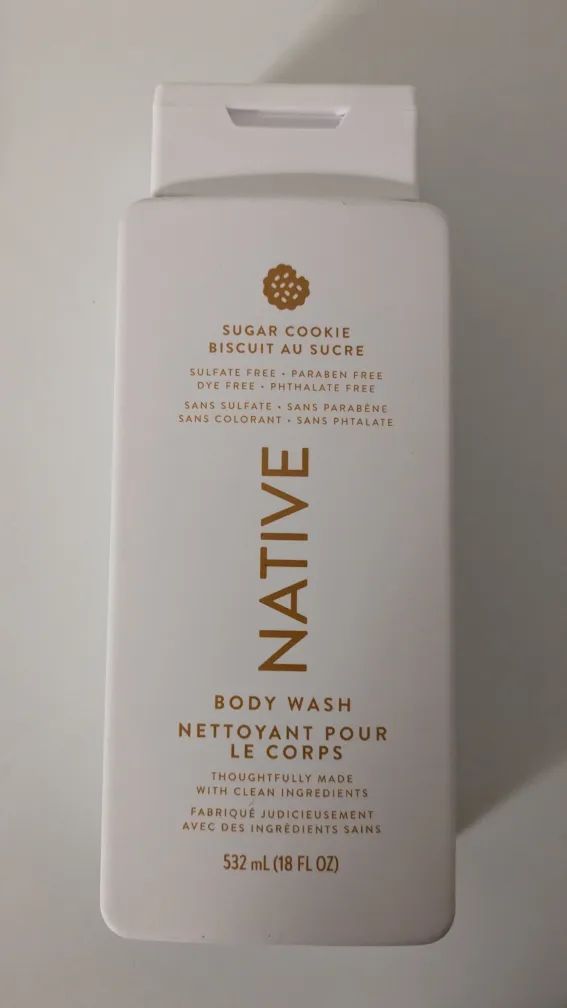 SUGAR COOKIE
BISCUIT AU SUCRE
SULFATE FREE • PARABEN FREE
DYE FREE • PHTHALATE FREE
SANS SULFATE • SANS PARABÈNE
SANS COLORANT • SANS PHTALATE
NATIVE
BODY WASH
NETTOYANT POUR
LE CORPS
THOUGHTFULLY MADE
WITH CLEAN INGREDIENTS
FABRIQUÉ JUDICIEUSEMENT
AVEC DES INGRÉDIENTS SAINS
532 mL (18 FL OZ)